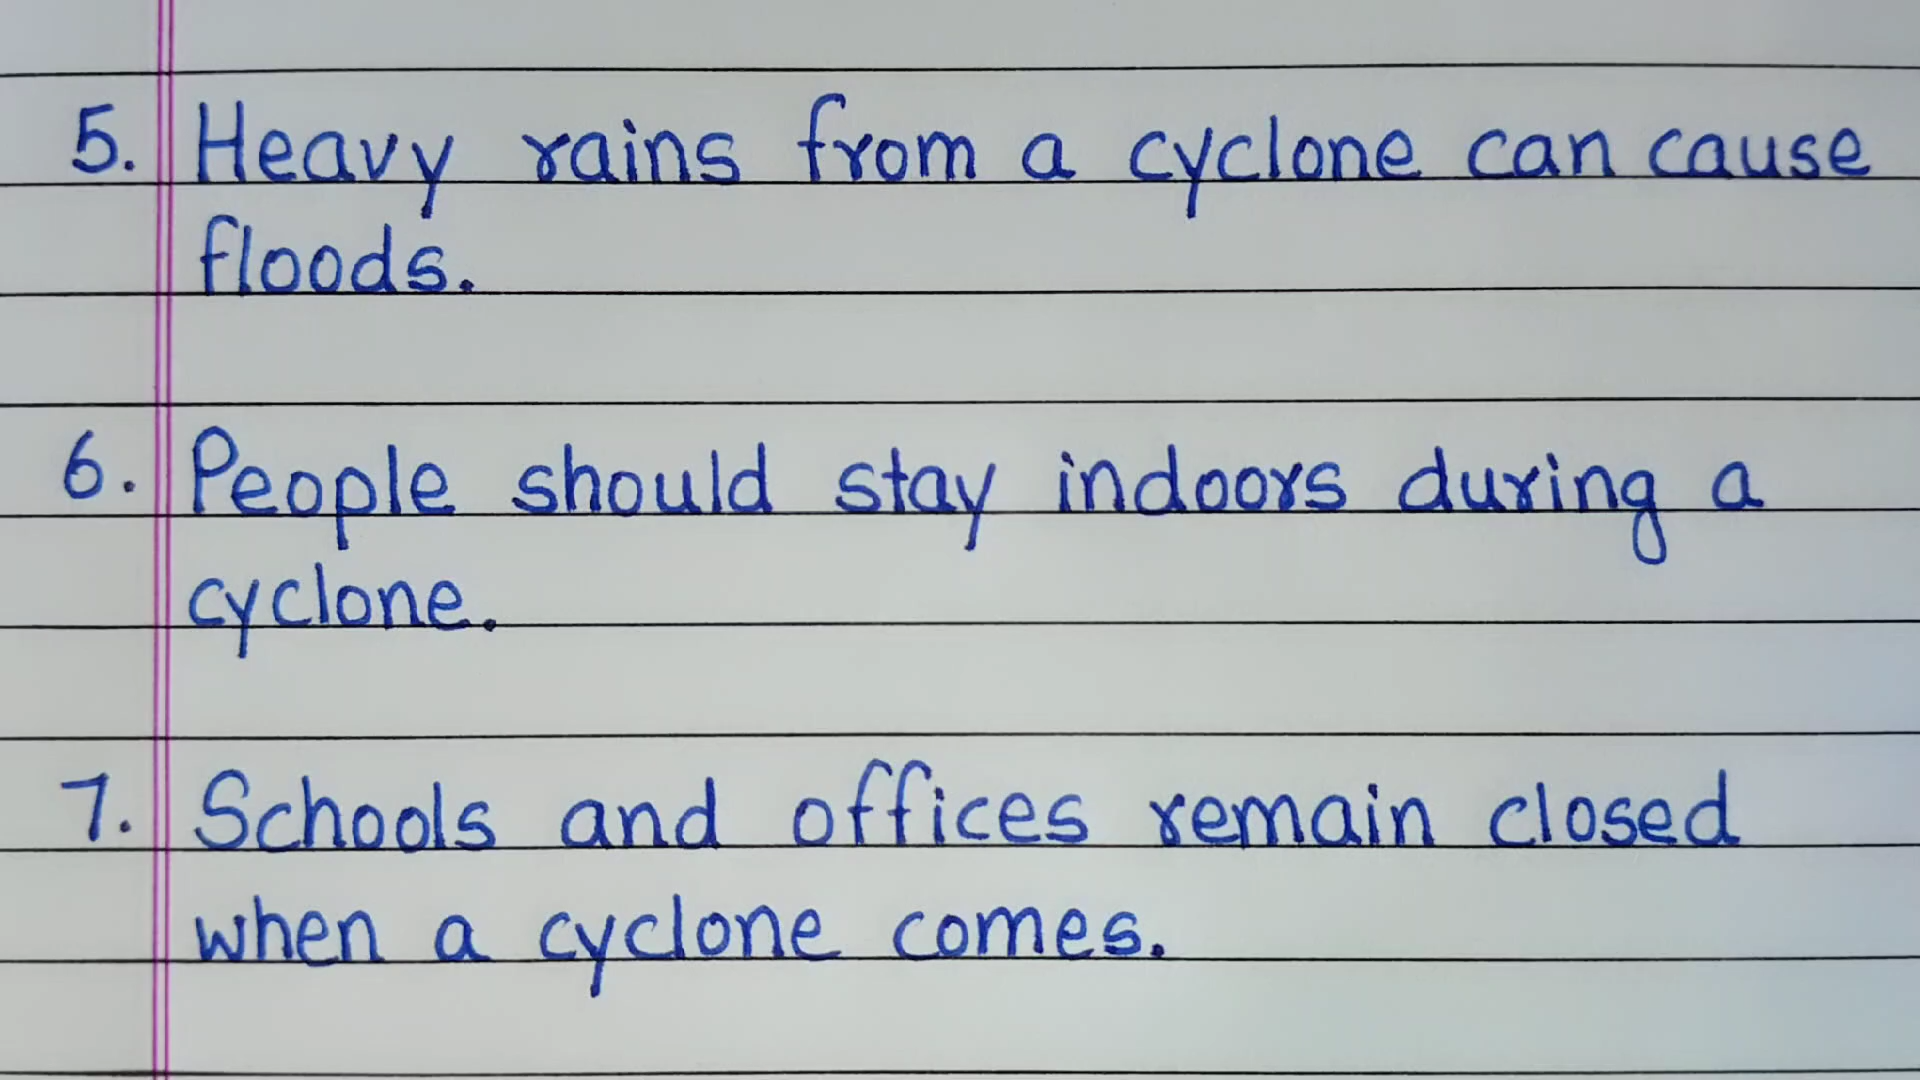 5. Heavy rains from a cyclone can cause
floods.
6. People should stay indoors during a
cyclone.
7. Schools and offices remain closed
when a cyclone comes.